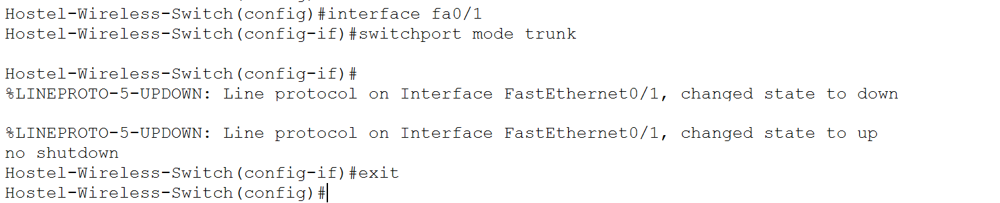 Hostel-Wireless-Switch(config)#interface fa0/1
Hostel-Wireless-Switch(config-if)#switchport mode trunk
Hostel-Wireless-Switch(config-if)#
%LINEPROTO-5-UPDOWN: Line protocol on Interface FastEthernet0/1, changed state to down
%LINEPROTO-5-UPDOWN: Line protocol on Interface FastEthernet0/1, changed state to up
no shutdown
Hostel-Wireless-Switch(config-if)#exit
Hostel-Wireless-Switch(config)#